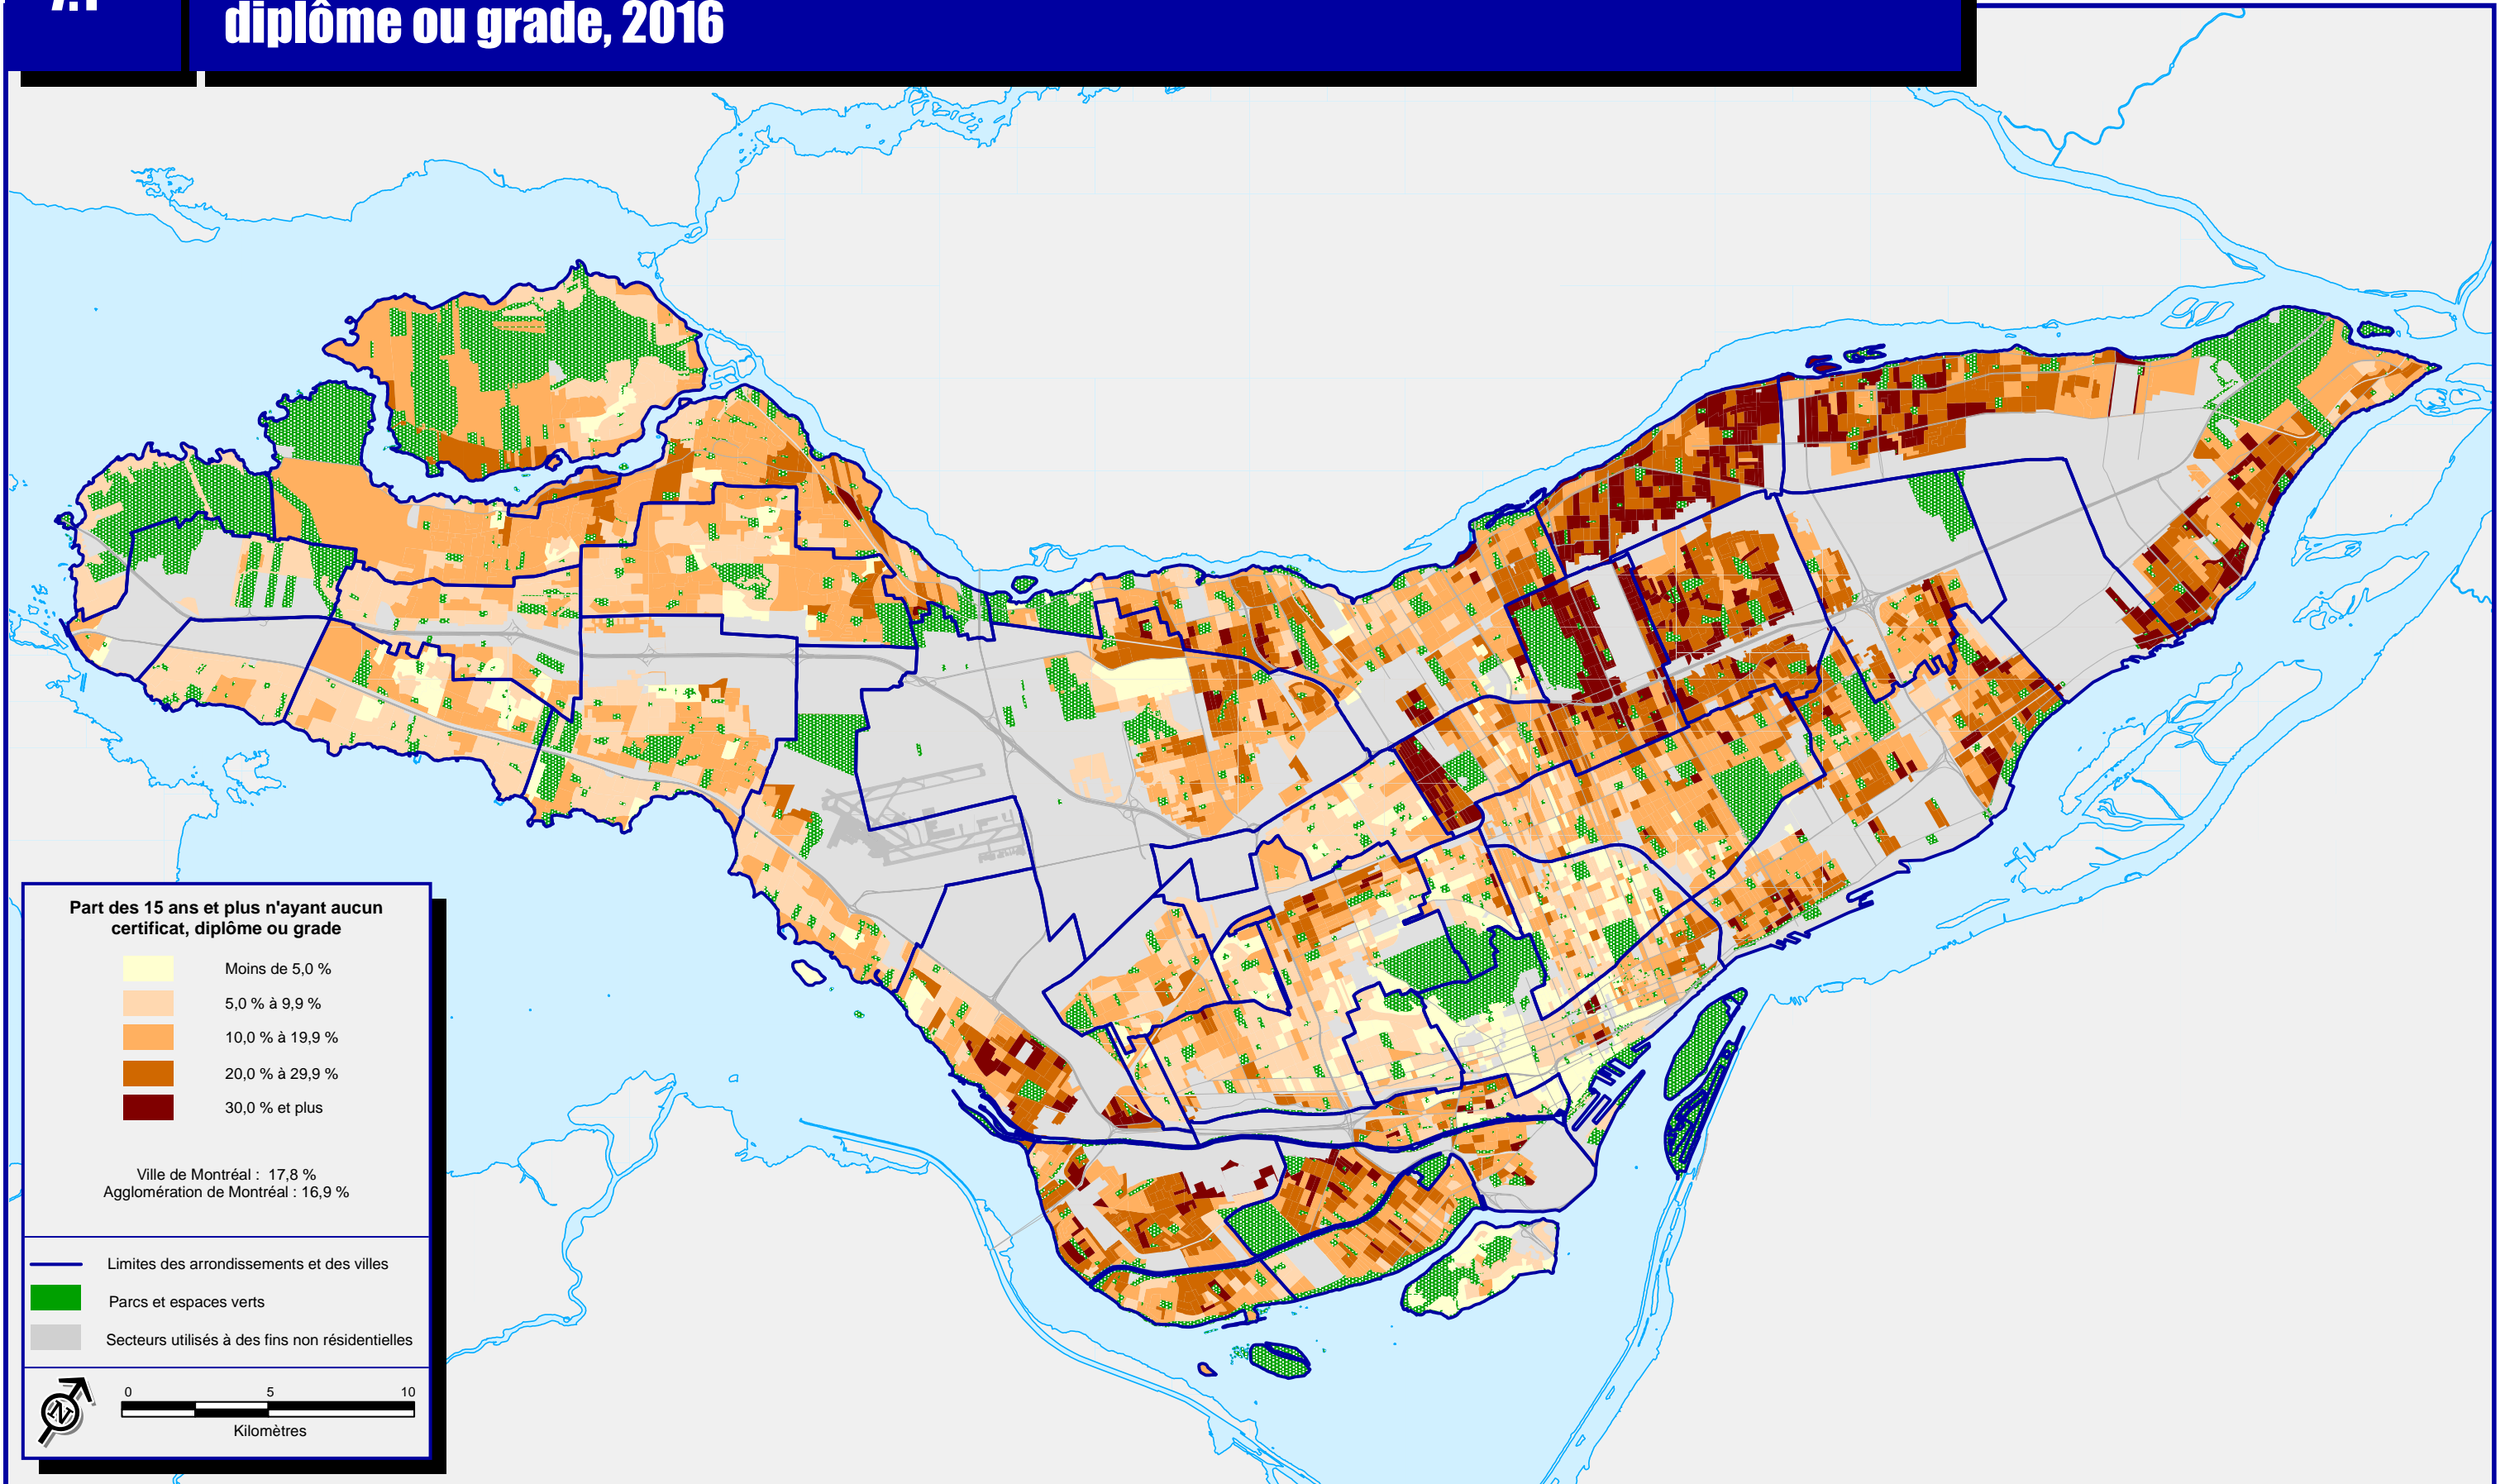 7.1
diplôme ou grade, 2016
Part des 15 ans et plus n'ayant aucun
certificat, diplôme ou grade
Moins de 5,0 %
5,0 % à 9,9 %
10,0 % à 19,9 %
20,0 % à 29,9 %
30,0 % et plus
Ville de Montréal : 17,8 %
Agglomération de Montréal : 16,9 %
Limites des arrondissements et des villes
Parcs et espaces verts
Secteurs utilisés à des fins non résidentielles
N
0 5 10
Kilomètres